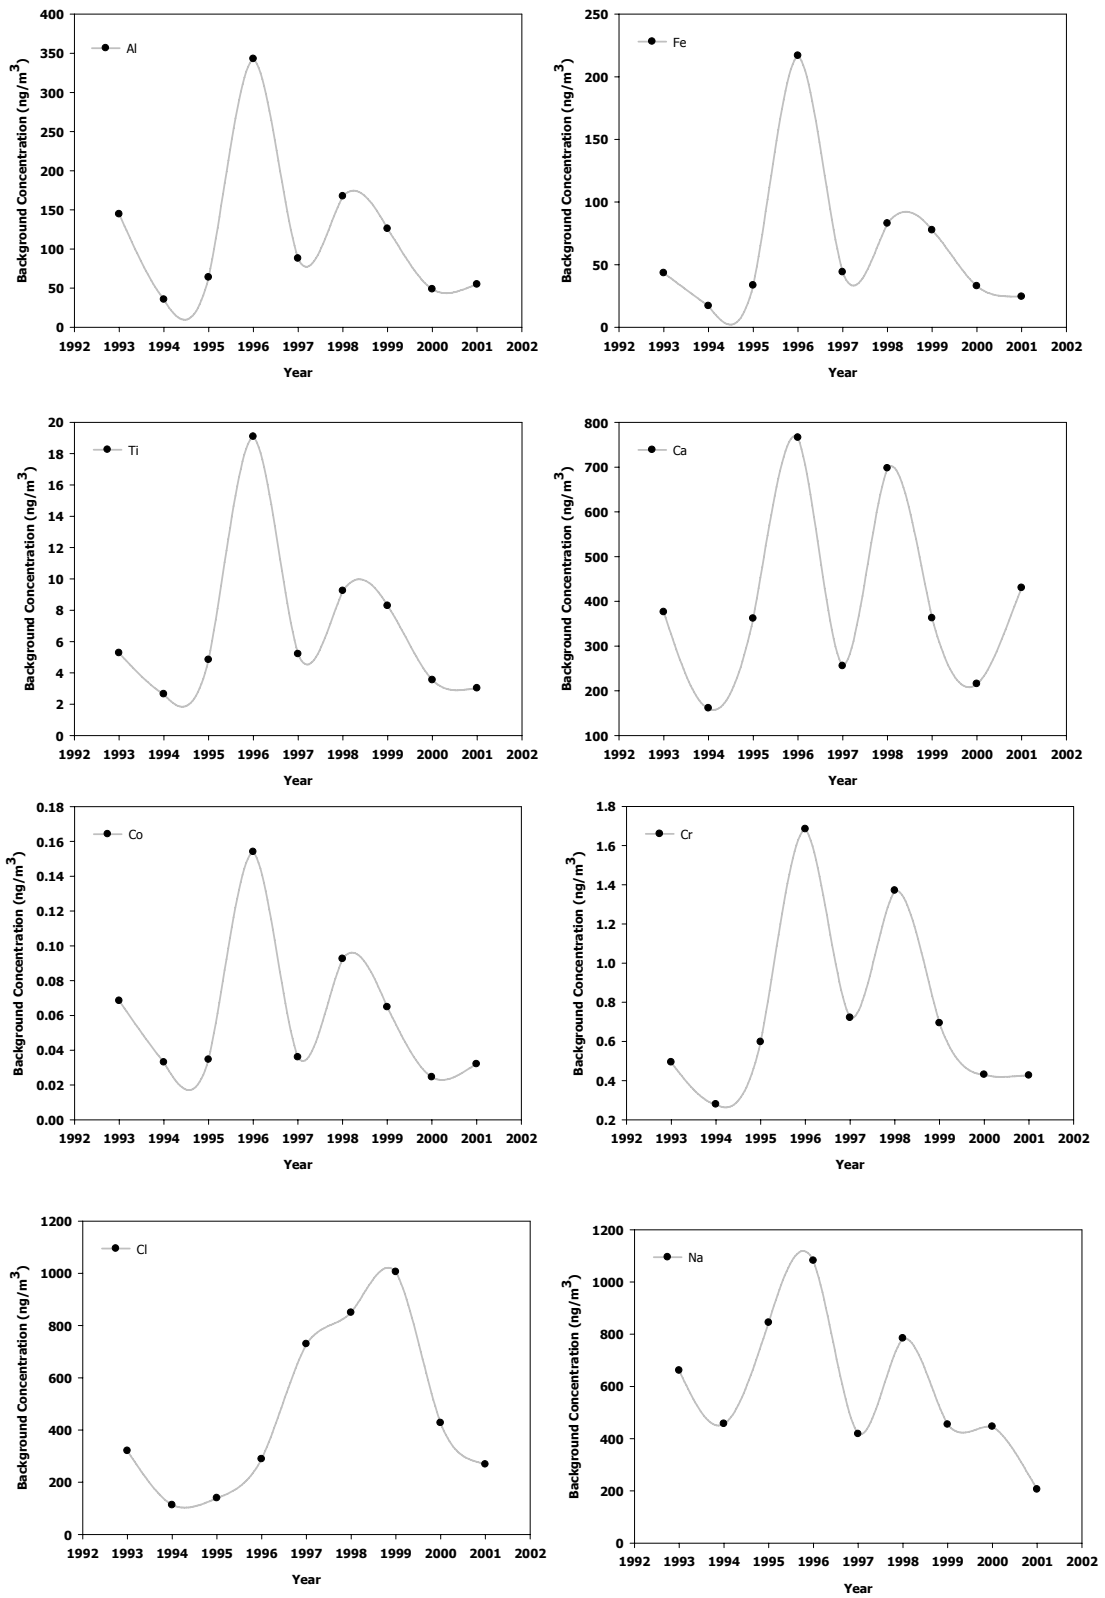 Al
Background Concentration (ng/m3)
400
350
300
250
200
150
100
50
0
1992 1993 1994 1995 1996 1997 1998 1999 2000 2001 2002
Year
Fe
Background Concentration (ng/m3)
250
200
150
100
50
0
1992 1993 1994 1995 1996 1997 1998 1999 2000 2001 2002
Year
Ti
Background Concentration (ng/m3)
20
18
16
14
12
10
8
6
4
2
0
1992 1993 1994 1995 1996 1997 1998 1999 2000 2001 2002
Year
Ca
Background Concentration (ng/m3)
800
700
600
500
400
300
200
100
1992 1993 1994 1995 1996 1997 1998 1999 2000 2001 2002
Year
Co
Background Concentration (ng/m3)
0.18
0.16
0.14
0.12
0.10
0.08
0.06
0.04
0.02
0.00
1992 1993 1994 1995 1996 1997 1998 1999 2000 2001 2002
Year
Cr
Background Concentration (ng/m3)
1.8
1.6
1.4
1.2
1.0
0.8
0.6
0.4
0.2
1992 1993 1994 1995 1996 1997 1998 1999 2000 2001 2002
Year
Cl
Background Concentration (ng/m3)
1200
1000
800
600
400
200
0
1992 1993 1994 1995 1996 1997 1998 1999 2000 2001 2002
Year
Na
Background Concentration (ng/m3)
1200
1000
800
600
400
200
0
1992 1993 1994 1995 1996 1997 1998 1999 2000 2001 2002
Year